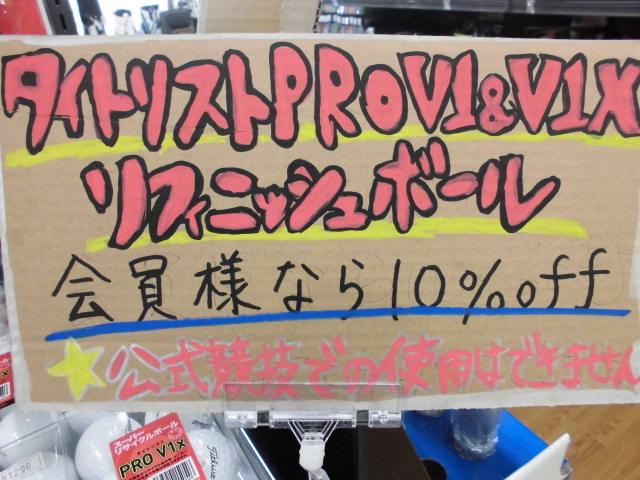 タイトリストPROV1&V1X
リフィニッシュボール
会員様なら10%off
★公式競技での使用はできません
スーパー
リサイクルボール
PRO V1X
Titleist